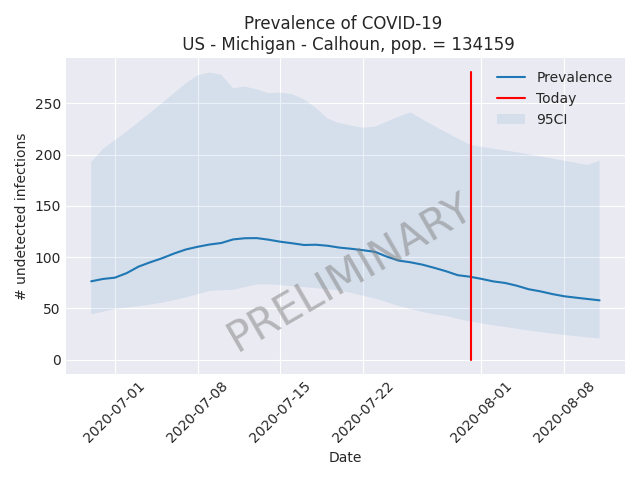 Prevalence of COVID-19
US - Michigan - Calhoun, pop. = 134159
# undetected infections
250
200
150
100
50
0
Prevalence
Today
95CI
PRELIMINARY
2020-07-01
2020-07-08
2020-07-15
2020-07-22
2020-08-01
2020-08-08
Date